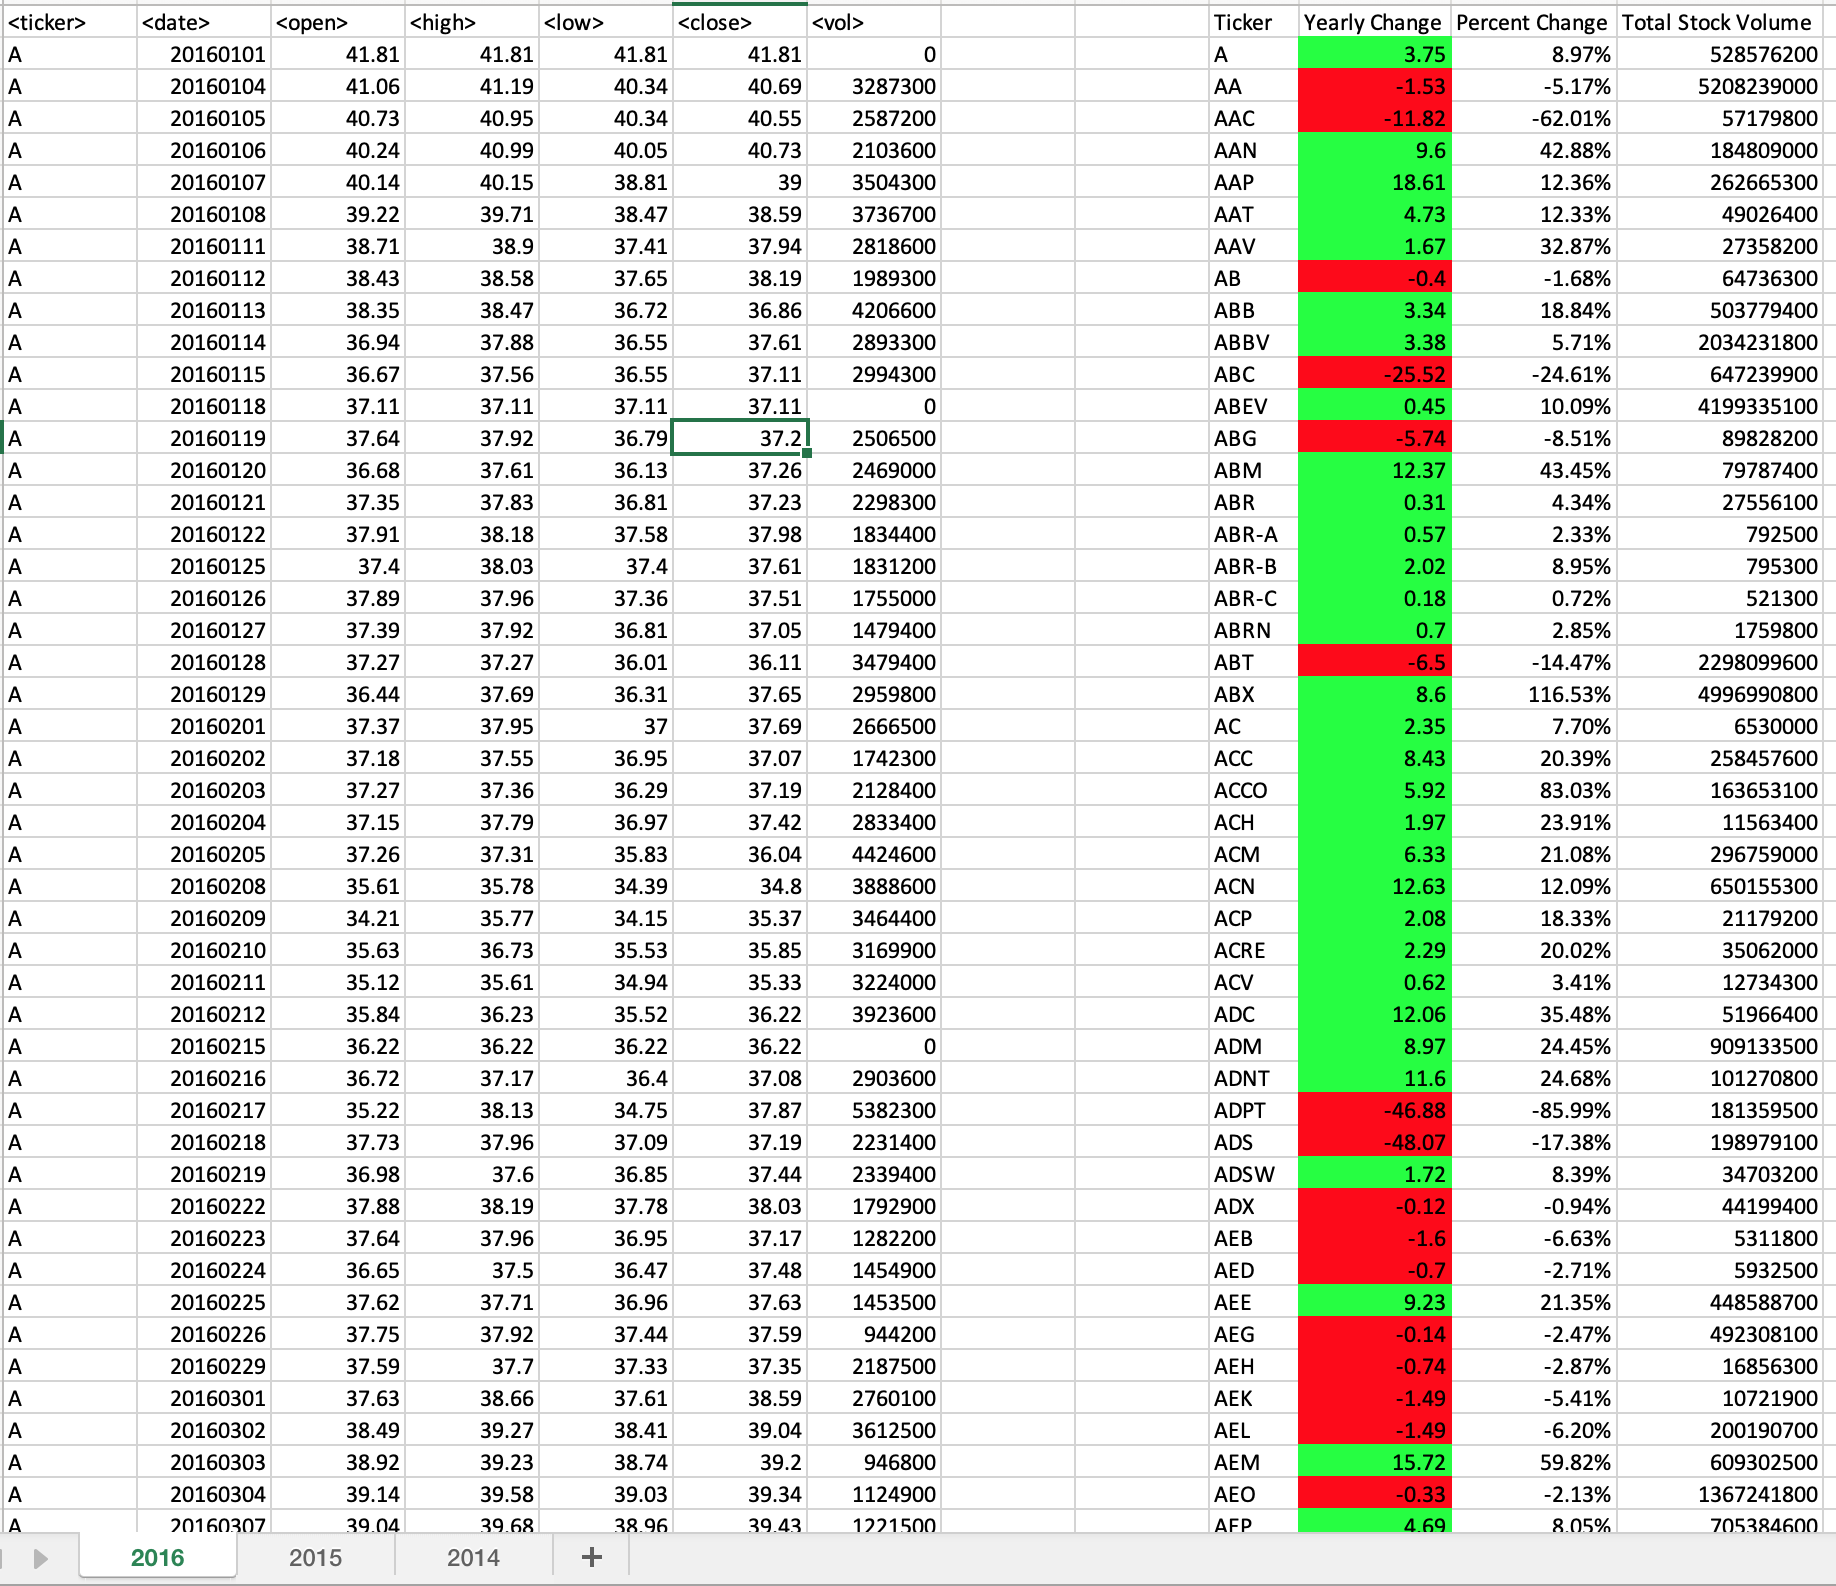 <ticker> <date> <open> <high> <low> <close> <vol> Ticker Yearly Change Percent Change Total Stock Volume
A 20160101 41.81 41.81 41.81 41.81 0 A 3.75 8.97% 528576200
A 20160104 41.06 41.19 40.34 40.69 3287300 AA -1.53 -5.17% 5208239000
A 20160105 40.73 40.95 40.34 40.55 2587200 AAC -11.82 -62.01% 57179800
A 20160106 40.24 40.99 40.05 40.73 2103600 AAN 9.6 42.88% 184809000
A 20160107 40.14 40.15 38.81 39 3504300 AAP 18.61 12.36% 262665300
A 20160108 39.22 39.71 38.47 38.59 3736700 AAT 4.73 12.33% 49026400
A 20160111 38.71 38.9 37.41 37.94 2818600 AAV 1.67 32.87% 27358200
A 20160112 38.43 38.58 37.65 38.19 1989300 AB -0.4 -1.68% 64736300
A 20160113 38.35 38.47 36.72 36.86 4206600 ABB 3.34 18.84% 503779400
A 20160114 36.94 37.88 36.55 37.61 2893300 ABBV 3.38 5.71% 2034231800
A 20160115 36.67 37.56 36.55 37.11 2994300 ABC -25.52 -24.61% 647239900
A 20160118 37.11 37.11 37.11 37.11 0 ABEV 0.45 10.09% 4199335100
A 20160119 37.64 37.92 36.79 37.2 2506500 ABG -5.74 -8.51% 89828200
A 20160120 36.68 37.61 36.13 37.26 2469000 ABM 12.37 43.45% 79787400
A 20160121 37.35 37.83 36.81 37.23 2298300 ABR 0.31 4.34% 27556100
A 20160122 37.91 38.18 37.58 37.98 1834400 ABR-A 0.57 2.33% 792500
A 20160125 37.4 38.03 37.4 37.61 1831200 ABR-B 2.02 8.95% 795300
A 20160126 37.89 37.96 37.36 37.51 1755000 ABR-C 0.18 0.72% 521300
A 20160127 37.39 37.92 36.81 37.05 1479400 ABRN 0.7 2.85% 1759800
A 20160128 37.27 37.27 36.01 36.11 3479400 ABT -6.5 -14.47% 2298099600
A 20160129 36.44 37.69 36.31 37.65 2959800 ABX 8.6 116.53% 4996990800
A 20160201 37.37 37.95 37 37.69 2666500 AC 2.35 7.70% 6530000
A 20160202 37.18 37.55 36.95 37.07 1742300 ACC 8.43 20.39% 258457600
A 20160203 37.27 37.36 36.29 37.19 2128400 ACCO 5.92 83.03% 163653100
A 20160204 37.15 37.79 36.97 37.42 2833400 ACH 1.97 23.91% 11563400
A 20160205 37.26 37.31 35.83 36.04 4424600 ACM 6.33 21.08% 296759000
A 20160208 35.61 35.78 34.39 34.8 3888600 ACN 12.63 12.09% 650155300
A 20160209 34.21 35.77 34.15 35.37 3464400 ACP 2.08 18.33% 21179200
A 20160210 35.63 36.73 35.53 35.85 3169900 ACRE 2.29 20.02% 35062000
A 20160211 35.12 35.61 34.94 35.33 3224000 ACV 0.62 3.41% 12734300
A 20160212 35.84 36.23 35.52 36.22 3923600 ADC 12.06 35.48% 51966400
A 20160215 36.22 36.22 36.22 36.22 0 ADM 8.97 24.45% 909133500
A 20160216 36.72 37.17 36.4 37.08 2903600 ADNT 11.6 24.68% 101270800
A 20160217 35.22 38.13 34.75 37.87 5382300 ADPT -46.88 -85.99% 181359500
A 20160218 37.73 37.96 37.09 37.19 2231400 ADS -48.07 -17.38% 198979100
A 20160219 36.98 37.6 36.85 37.44 2339400 ADSW 1.72 8.39% 34703200
A 20160222 37.88 38.19 37.78 38.03 1792900 ADX -0.12 -0.94% 44199400
A 20160223 37.64 37.96 36.95 37.17 1282200 AEB -1.6 -6.63% 5311800
A 20160224 36.65 37.5 36.47 37.48 1454900 AED -0.7 -2.71% 5932500
A 20160225 37.62 37.71 36.96 37.63 1453500 AEE 9.23 21.35% 448588700
A 20160226 37.75 37.92 37.44 37.59 944200 AEG -0.14 -2.47% 492308100
A 20160229 37.59 37.7 37.33 37.35 2187500 AEH -0.74 -2.87% 16856300
A 20160301 37.63 38.66 37.61 38.59 2760100 AEK -1.49 -5.41% 10721900
A 20160302 38.49 39.27 38.41 39.04 3612500 AEL -1.49 -6.20% 200190700
A 20160303 38.92 39.23 38.74 39.2 946800 AEM 15.72 59.82% 609302500
A 20160304 39.14 39.58 39.03 39.34 1124900 AEO -0.33 -2.13% 1367241800
A 20160307 39.04 39.68 38.96 39.43 1221500 AEP 4.69 8.05% 705384600
2016 2015 2014 +